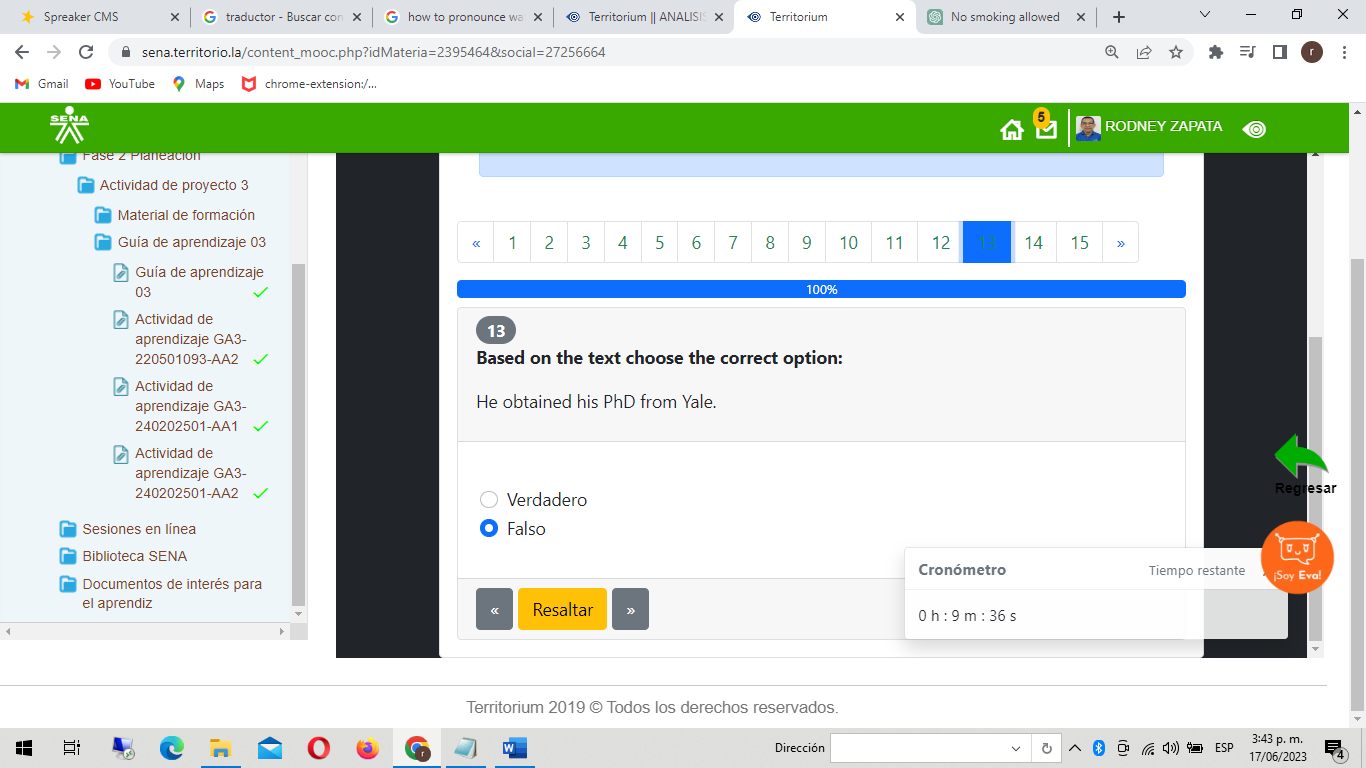 Spreaker CMS
traductor - Buscar con
how to pronounce wa
Territorium || ANALISIS
Territorium
No smoking allowed
sena.territorio.la/content_mooc.php?idMateria=2395464&social=27256664
r
Gmail
YouTube
Maps
chrome-extension:/...
SENA
5
RODNEY ZAPATA
Fase 2 Planeación
Actividad de proyecto 3
Material de formación
Guía de aprendizaje 03
Guía de aprendizaje
03
Actividad de
aprendizaje GA3-
220501093-AA2
Actividad de
aprendizaje GA3-
240202501-AA1
Actividad de
aprendizaje GA3-
240202501-AA2
Sesiones en línea
Biblioteca SENA
Documentos de interés para
el aprendiz
« 1 2 3 4 5 6 7 8 9 10 11 12 13 14 15 »
100%
13
Based on the text choose the correct option:
He obtained his PhD from Yale.
Verdadero
Falso
« Resaltar »
Regresar
¡Soy Eva!
Cronómetro
Tiempo restante
0 h : 9 m : 36 s
Territorium 2019 © Todos los derechos reservados.
r
W
Dirección
ESP
3:43 p. m.
17/06/2023
4